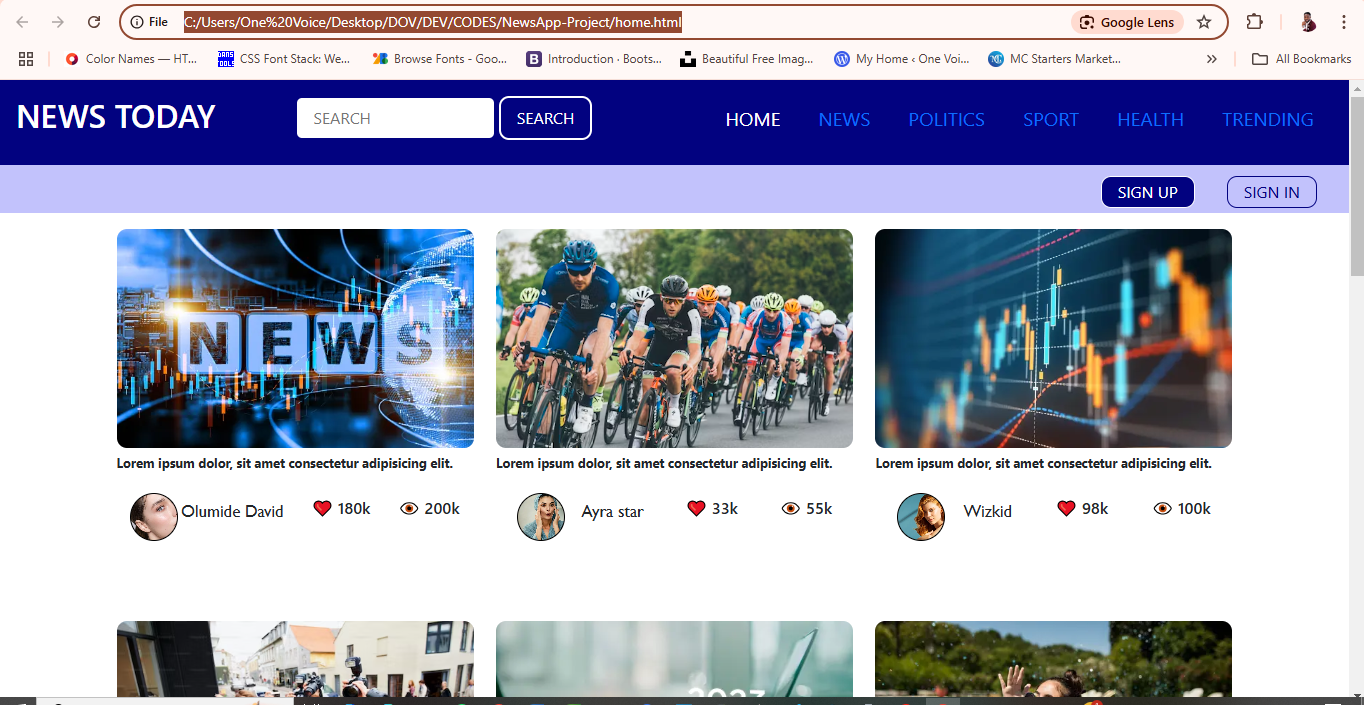 File C:/Users/One%20Voice/Desktop/DOV/DEV/CODES/NewsApp-Project/home.html Google Lens
Color Names — HT... CSS Font Stack: We... Browse Fonts - Goo... Introduction · Boots... Beautiful Free Imag... My Home ‹ One Voi... MC Starters Market... All Bookmarks
NEWS TODAY SEARCH SEARCH HOME NEWS POLITICS SPORT HEALTH TRENDING
SIGN UP SIGN IN
NEWS
Lorem ipsum dolor, sit amet consectetur adipisicing elit. Lorem ipsum dolor, sit amet consectetur adipisicing elit. Lorem ipsum dolor, sit amet consectetur adipisicing elit.
Olumide David 180k 200k Ayra star 33k 55k Wizkid 98k 100k